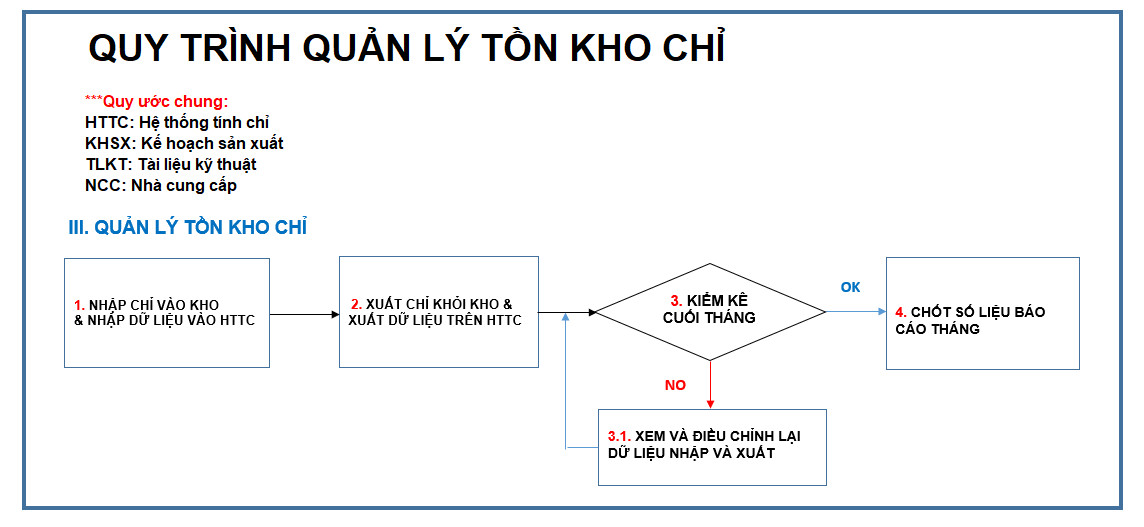 QUY TRÌNH QUẢN LÝ TỒN KHO CHỈ
***Quy ước chung:
HTTC: Hệ thống tính chỉ
KHSX: Kế hoạch sản xuất
TLKT: Tài liệu kỹ thuật
NCC: Nhà cung cấp
III. QUẢN LÝ TỒN KHO CHỈ
1. NHẬP CHỈ VÀO KHO
& NHẬP DỮ LIỆU VÀO HTTC
2. XUẤT CHỈ KHỎI KHO &
XUẤT DỮ LIỆU TRÊN HTTC
3. KIỂM KÊ
CUỐI THÁNG
OK
4. CHỐT SỐ LIỆU BÁO
CÁO THÁNG
NO
3.1. XEM VÀ ĐIỀU CHỈNH LẠI
DỮ LIỆU NHẬP VÀ XUẤT